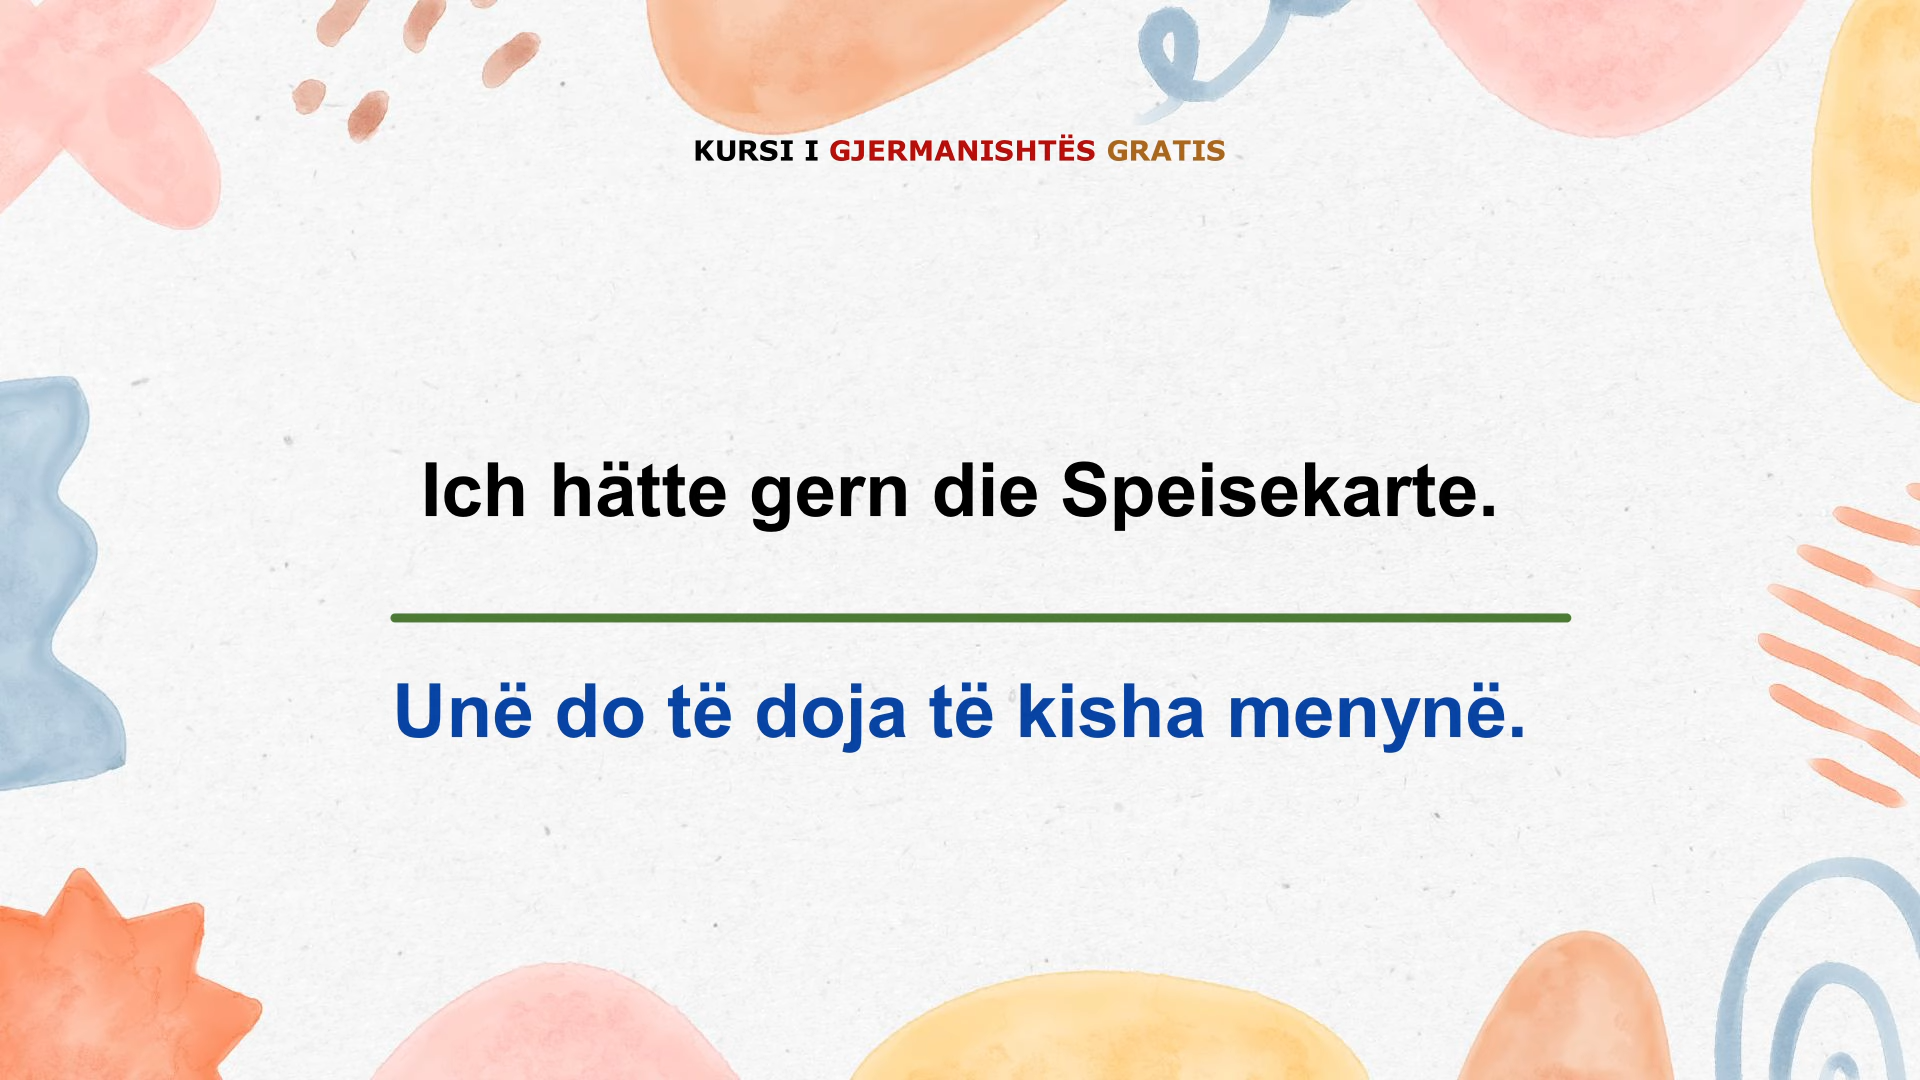 KURSI I GJERMANISHTËS GRATIS
Ich hätte gern die Speisekarte.
Unë do të doja të kisha menynë.